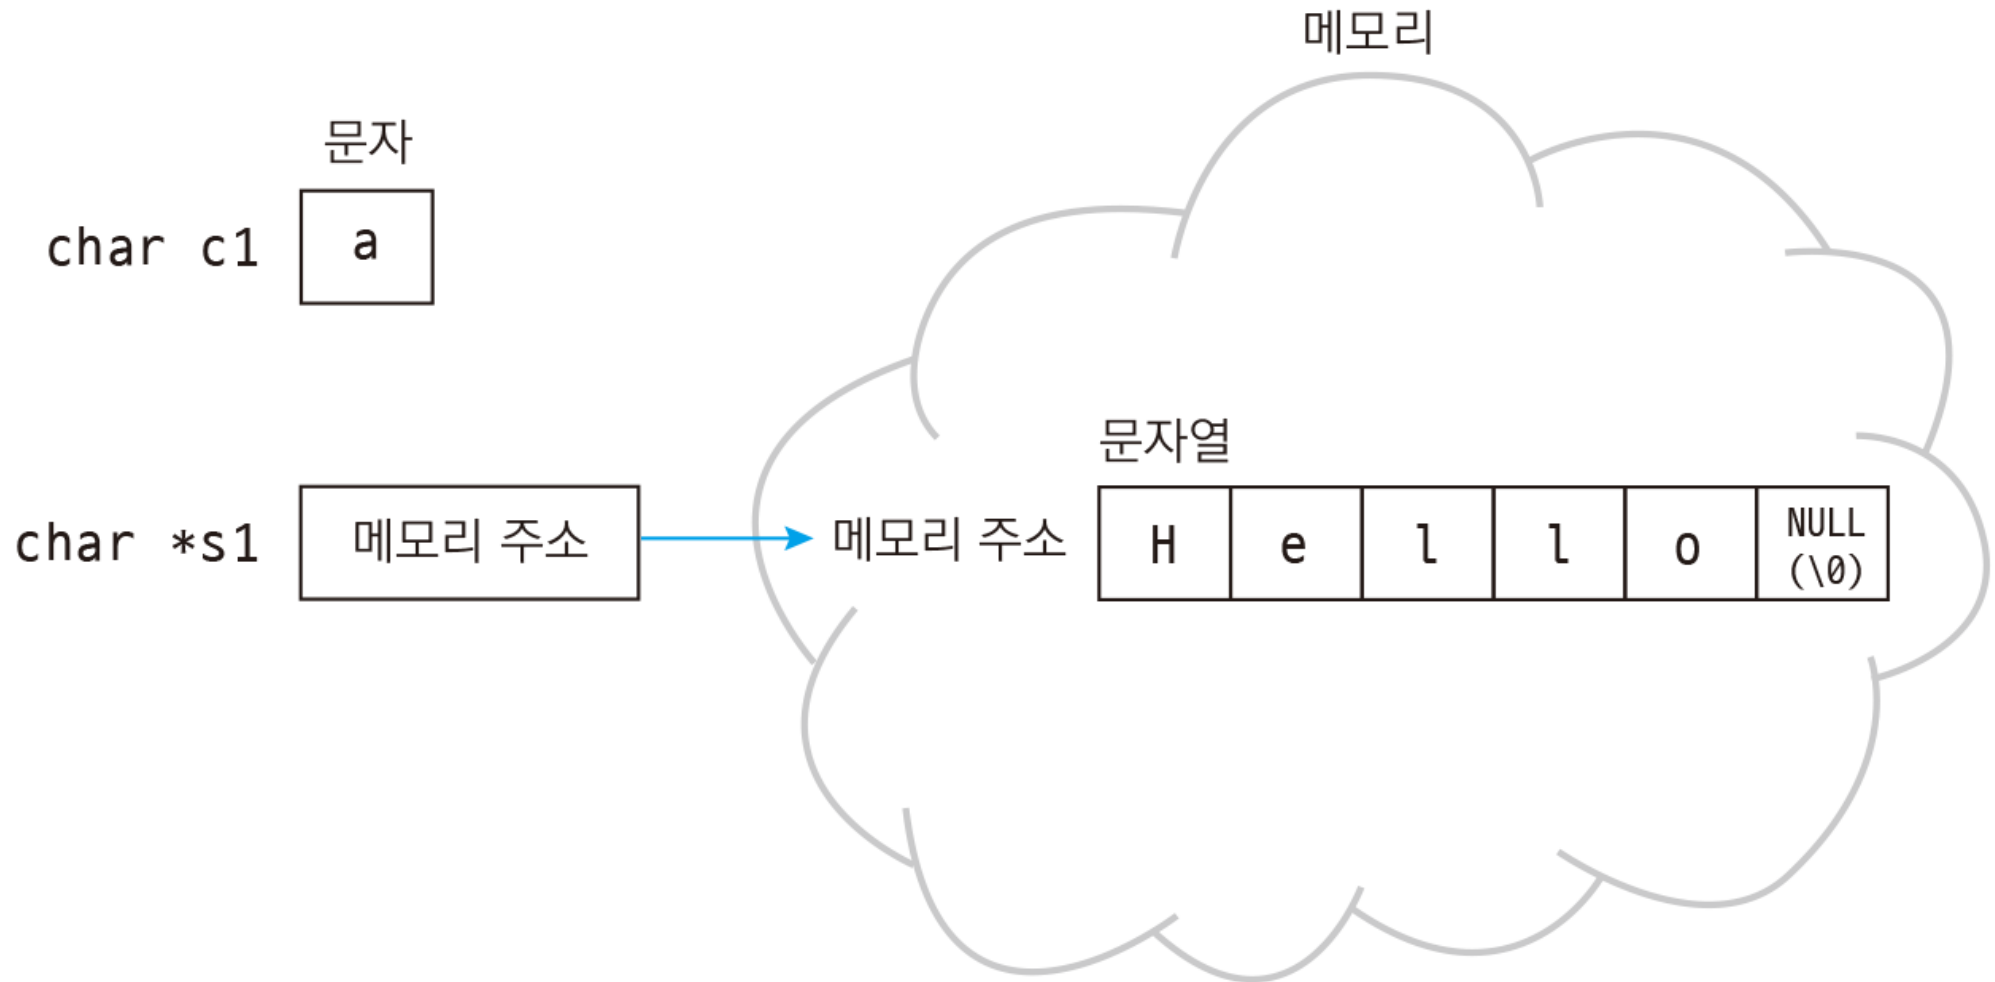 메모리
문자
char c1 a
문자열
char *s1 메모리 주소 메모리 주소 H e l l o NULL
(\0)